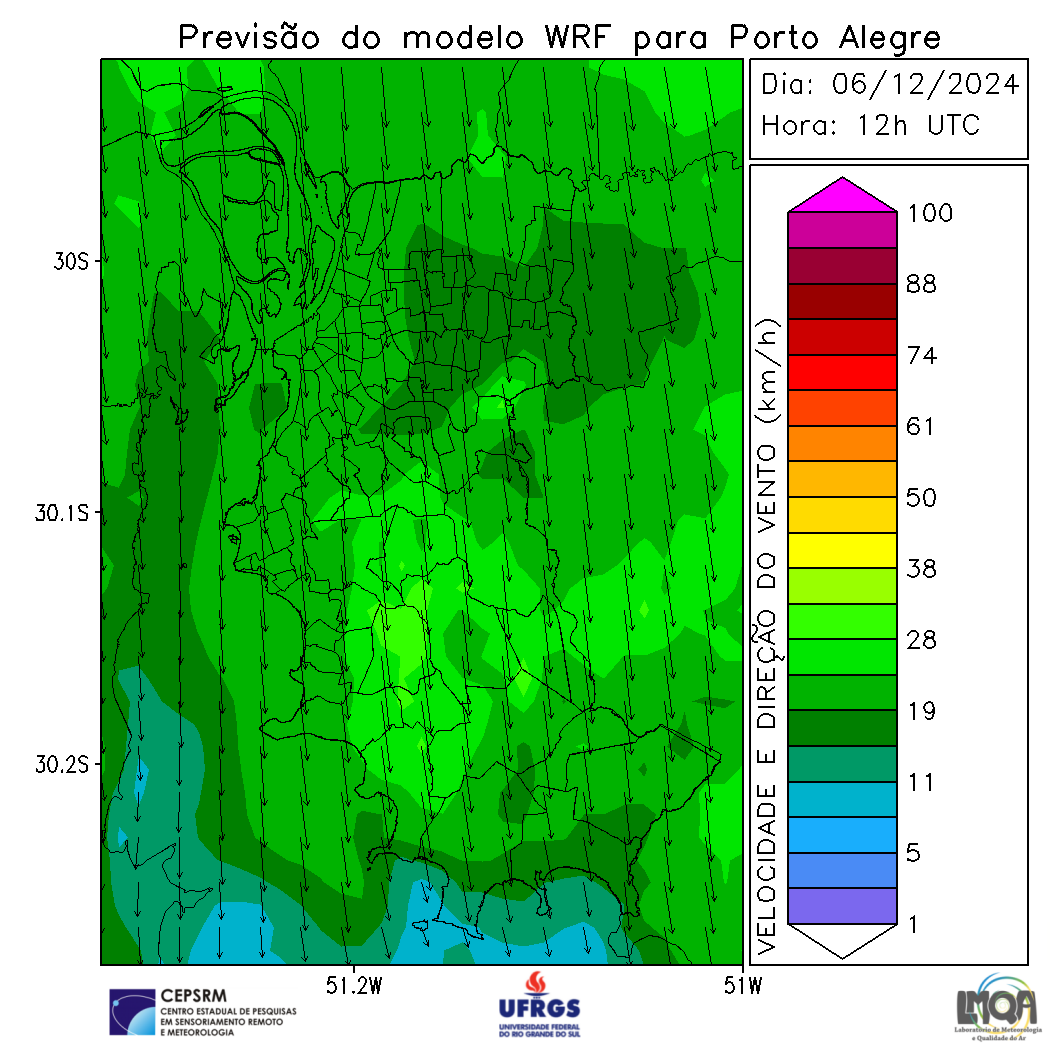 Previsão do modelo WRF para Porto Alegre
Dia: 06/12/2024
Hora: 12h UTC
30S
30.1S
30.2S
51.2W
51W
VELOCIDADE E DIREÇÃO DO VENTO (km/h)
100
88
74
61
50
38
28
19
11
5
1
CEPSRM
CENTRO ESTADUAL DE PESQUISAS
EM SENSORIAMENTO REMOTO
E METEOROLOGIA
UFRGS
UNIVERSIDADE FEDERAL
DO RIO GRANDE DO SUL
LMQA
Laboratório de Meteorologia
e Qualidade do Ar